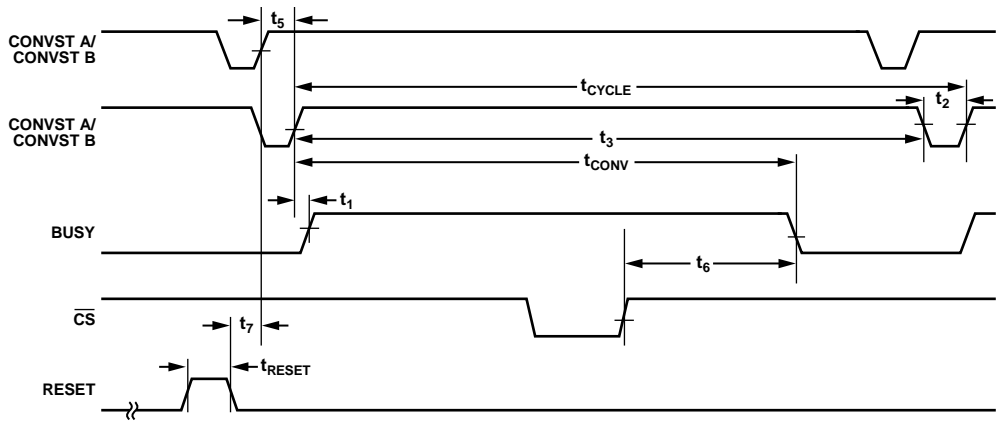 t5
CONVST A/
CONVST B
tCYCLE
t2
CONVST A/
CONVST B
t3
tCONV
t1
BUSY
t6
CS
t7
tRESET
RESET